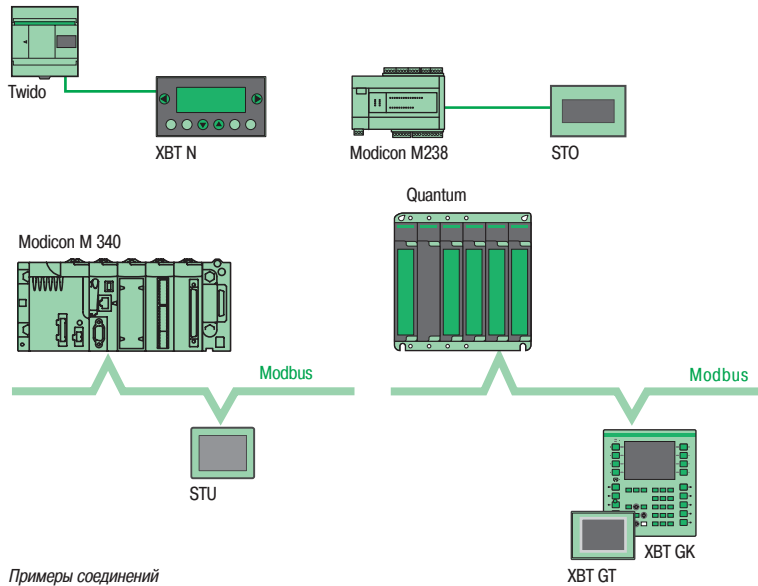 Twido
XBT N
Modicon M238
STO
Quantum
Modicon M 340
Modbus
Modbus
STU
XBT GK
XBT GT
Примеры соединений